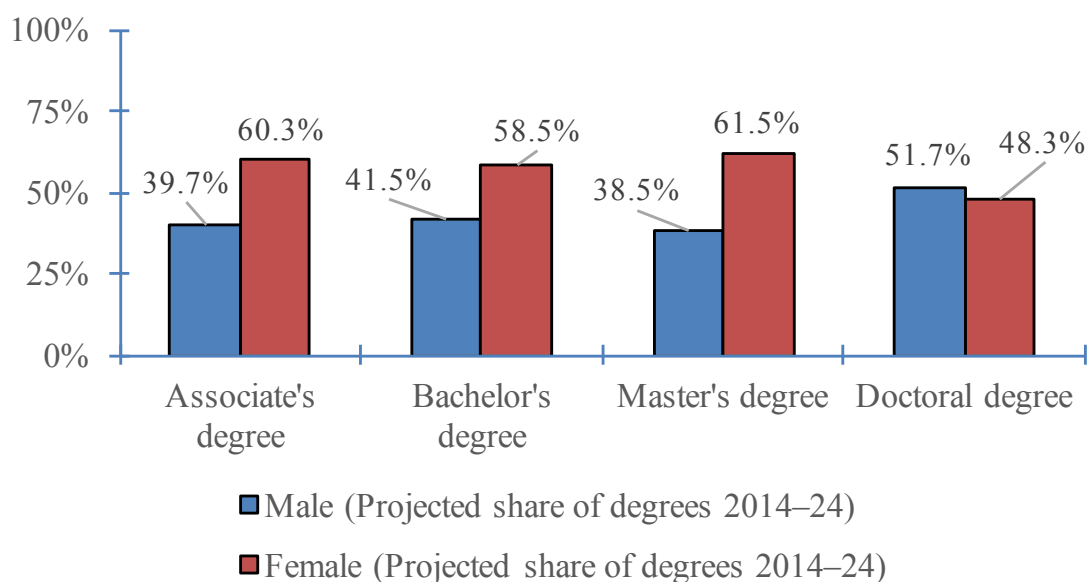 100%
75%
50%
25%
0%
39.7%
60.3%
41.5%
58.5%
38.5%
61.5%
51.7%
48.3%
Associate's
degree
Bachelor's
degree
Master's degree
Doctoral degree
Male (Projected share of degrees 2014–24)
Female (Projected share of degrees 2014–24)